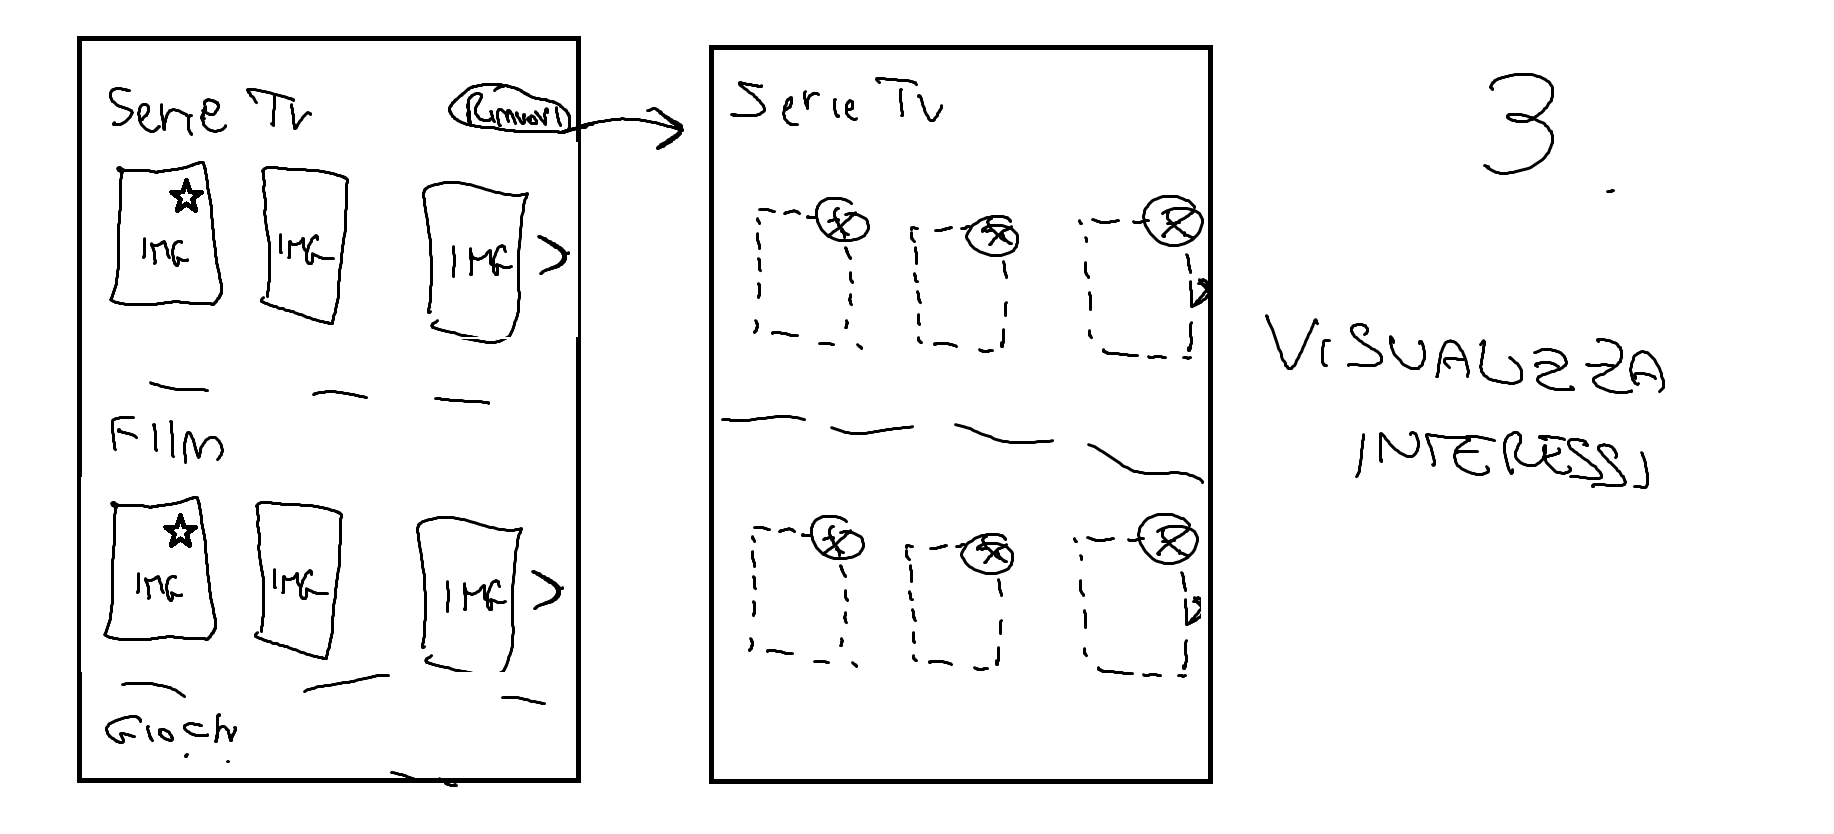 Serie Tv
Rimuovi
IMG
IMG
IMG
>
Film
IMG
IMG
IMG
>
Giochi
Serie Tv
X
X
X
X
X
X
3.
VISUALIZZA
INTERESSI